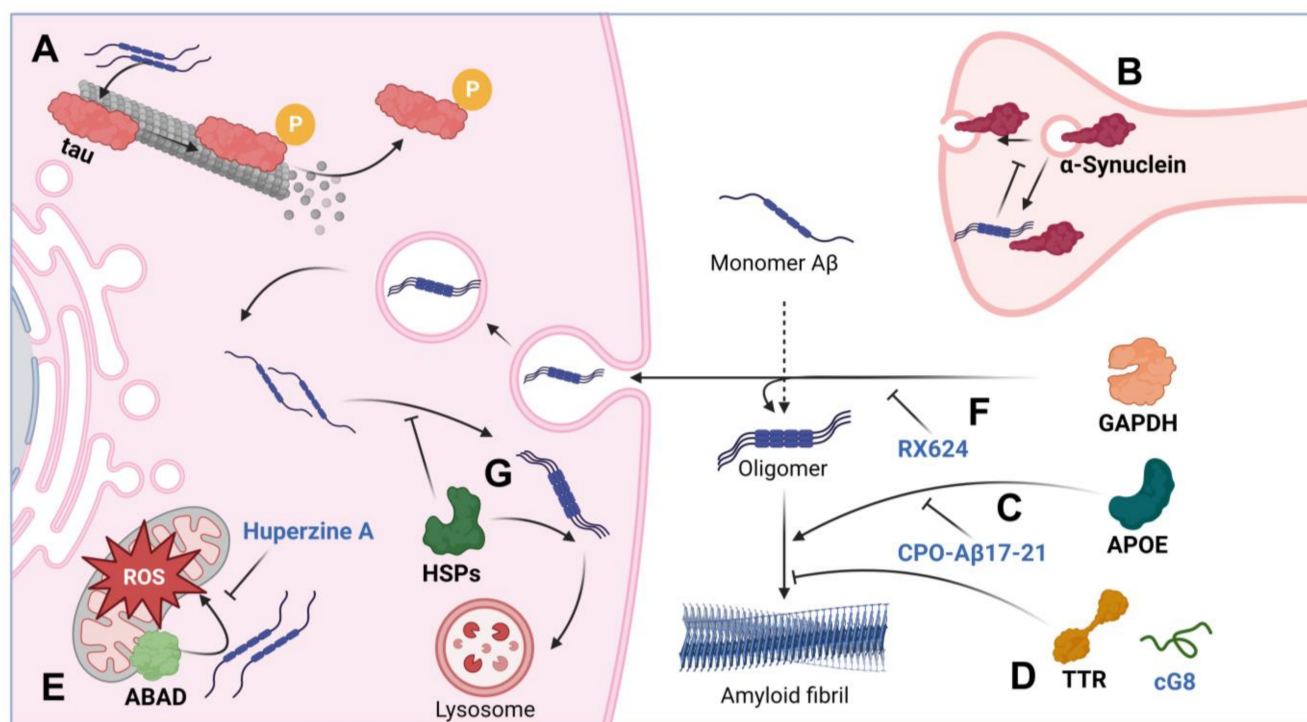 A
P
P
tau
B
α-Synuclein
Monomer Aβ
GAPDH
F
RX624
Oligomer
G
C
APOE
CPO-Aβ17-21
Huperzine A
ROS
HSPs
E
ABAD
Lysosome
Amyloid fibril
D
TTR
cG8